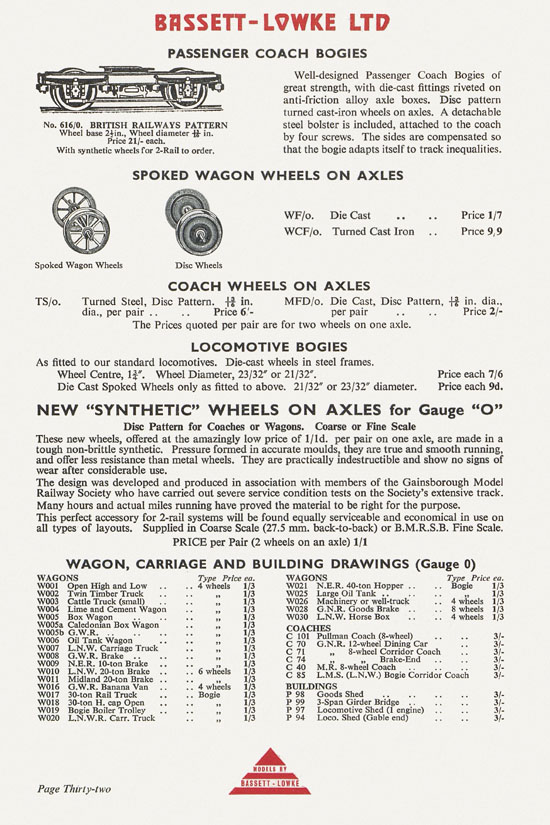 BASSETT-LOWKE LTD
PASSENGER COACH BOGIES
No. 616/0. BRITISH RAILWAYS PATTERN
Wheel base 2½in., Wheel diameter in.
Price 21/- each.
With synthetic wheels for 2-Rail to order.
Well-designed Passenger Coach Bogies of
great strength, with die-cast fittings riveted on
anti-friction alloy axle boxes. Disc pattern
turned cast-iron wheels on axles. A detachable
steel bolster is included, attached to the coach
by four screws. The sides are compensated so
that the bogie adapts itself to track inequalities.
SPOKED WAGON WHEELS ON AXLES
Spoked Wagon Wheels
Disc Wheels
WF/o. Die Cast .. .. Price 1/7
WCF/o. Turned Cast Iron .. Price 9,9
COACH WHEELS ON AXLES
TS/o. Turned Steel, Disc Pattern. in.
dia., per pair .. .. Price 6'-
MFD/o. Die Cast, Disc Pattern, in. dia.,
per pair .. Price 2/-
The Prices quoted per pair are for two wheels on one axle.
LOCOMOTIVE BOGIES
As fitted to our standard locomotives. Die-cast wheels in steel frames.
Wheel Centre, 1¾". Wheel Diameter, 23/32" or 21/32". Price each 7/6
Die Cast Spoked Wheels only as fitted to above. 21/32" or 23/32" diameter. Price each 9d.
NEW "SYNTHETIC" WHEELS ON AXLES for Gauge "O"
Disc Pattern for Coaches or Wagons. Coarse or Fine Scale
These new wheels, offered at the amazingly low price of 1/1d. per pair on one axle, are made in a
tough non-brittle synthetic. Pressure formed in accurate moulds, they are true and smooth running,
and offer less resistance than metal wheels. They are practically indestructible and show no signs of
wear after considerable use.
The design was developed and produced in association with members of the Gainsborough Model
Railway Society who have carried out severe service condition tests on the Society's extensive track.
Many hours and actual miles running have proved the material to be right for the purpose.
This perfect accessory for 2-rail systems will be found equally serviceable and economical in use on
all types of layouts. Supplied in Coarse Scale (27.5 mm. back-to-back) or B.M.R.S.B. Fine Scale.
PRICE per Pair (2 wheels on an axle) 1/1
WAGON, CARRIAGE AND BUILDING DRAWINGS (Gauge 0)
WAGONS Type Price ea.
W001 Open High and Low .. .. 4 wheels 1/3
W002 Twin Timber Truck .. ,, 1/3
W003 Cattle Truck (small) .. .. ,, 1/3
W004 Lime and Cement Wagon .. ,, 1/3
W005 Box Wagon .. .. ,, 1/3
W005a Caledonian Box Wagon .. ,, 1/3
W005b G.W.R. .. .. .. ,, 1/3
W006 Oil Tank Wagon .. .. ,, 1/3
W007 L.N.W. Carriage Truck .. ,, 1/3
W008 G.W.R. Brake .. .. ,, 1/3
W009 N.E.R. 10-ton Brake .. .. ,, 1/3
W010 L.N.W. 20-ton Brake .. 6 wheels 1/3
W011 Midland 20-ton Brake .. ,, 1/3
W016 G.W.R. Banana Van .. 4 wheels 1/3
W017 30-ton Rail Truck .. .. Bogie 1/3
W018 30-ton H. cap Open .. .. ,, 1/3
W019 Bogie Boiler Trolley .. .. ,, 1/3
W020 L.N.W.R. Carr. Truck .. ,, 1/3
WAGONS Type Price ea.
W021 N.E.R. 40-ton Hopper .. .. Bogie 1/3
W025 Large Oil Tank .. .. ,, 1/3
W026 Machinery or well-truck .. 4 wheels 1/3
W028 G.N.R. Goods Brake .. 8 wheels 1/3
W030 L.N.W. Horse Box .. 4 wheels 1/3
COACHES
C 101 Pullman Coach (8-wheel) .. .. 3/-
C 70 G.N.R. 12-wheel Dining Car .. 3/-
C 71 ,, 8-wheel Corridor Coach .. 3/-
C 74 ,, ,, Brake-End .. .. 3/-
C 40 M.R. 8-wheel Coach .. .. 3/-
C 85 L.M.S. (L.N.W.) Bogie Corridor Coach 3/-
BUILDINGS
P 98 Goods Shed .. .. .. 3/-
P 99 3-Span Girder Bridge .. .. 3/-
P 97 Locomotive Shed (1 engine) .. 3/-
P 94 Loco. Shed (Gable end) .. .. 3/-
MODELS BY
BASSETT-LOWKE
Page Thirty-two